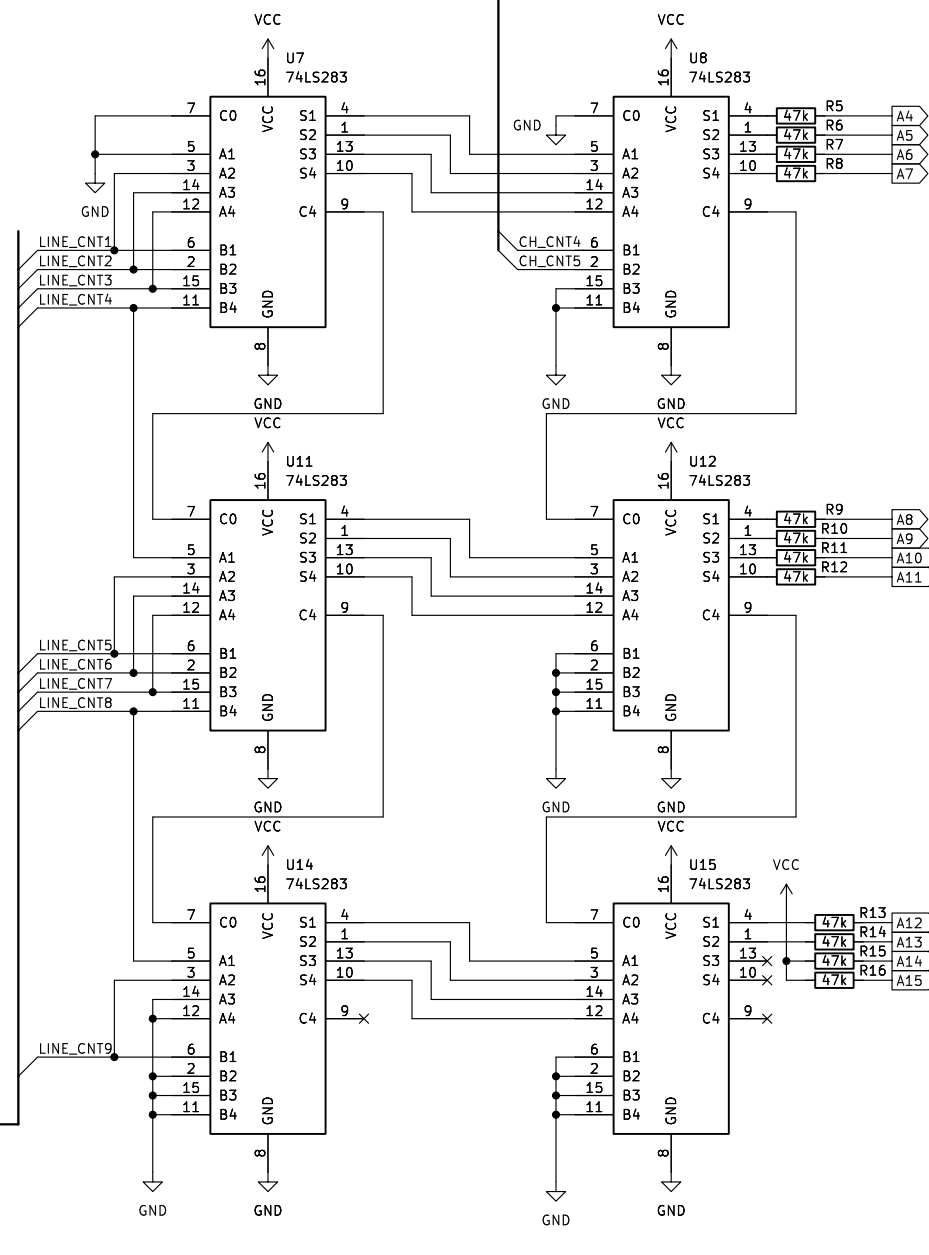 VCC VCC
U7 U8
16 74LS283 16 74LS283
7 C0 VCC S1 4 7 C0 VCC S1 4 47k R5 A4
S2 1 GND S2 1 47k R6 A5
5 A1 S3 13 5 A1 S3 13 47k R7 A6
3 A2 S4 10 3 A2 S4 10 47k R8 A7
14 A3 14 A3
GND 12 A4 C4 9 12 A4 C4 9
LINE_CNT1 6 B1 CH_CNT4 6 B1
LINE_CNT2 2 B2 CH_CNT5 2 B2
LINE_CNT3 15 B3 15 B3
LINE_CNT4 11 B4 GND 11 B4 GND
8 8
GND GND GND
VCC VCC
U11 U12
16 74LS283 16 74LS283
7 C0 VCC S1 4 7 C0 VCC S1 4 47k R9 A8
S2 1 S2 1 47k R10 A9
5 A1 S3 13 5 A1 S3 13 47k R11 A10
3 A2 S4 10 3 A2 S4 10 47k R12 A11
14 A3 14 A3
12 A4 C4 9 12 A4 C4 9
LINE_CNT5 6 B1 6 B1
LINE_CNT6 2 B2 2 B2
LINE_CNT7 15 B3 15 B3
LINE_CNT8 11 B4 GND 11 B4 GND
8 8
GND GND GND
VCC VCC
U14 U15 VCC
16 74LS283 16 74LS283
7 C0 VCC S1 4 7 C0 VCC S1 4 47k R13 A12
S2 1 S2 1 47k R14 A13
5 A1 S3 13 5 A1 S3 13 47k R15 A14
3 A2 S4 10 3 A2 S4 10 47k R16 A15
14 A3 14 A3
12 A4 C4 9 12 A4 C4 9
LINE_CNT9 6 B1 6 B1
2 B2 2 B2
15 B3 15 B3
11 B4 GND 11 B4 GND
8 8
GND GND GND GND